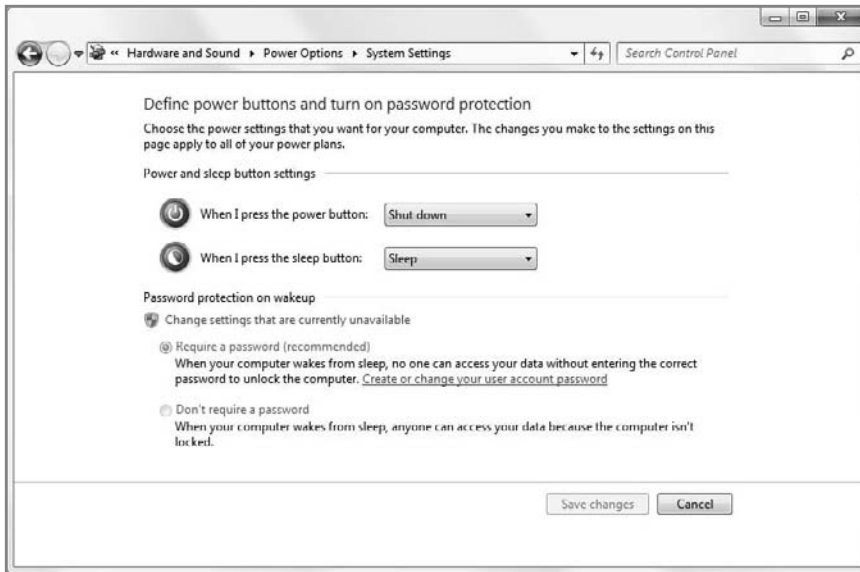 « Hardware and Sound ▸ Power Options ▸ System Settings
Search Control Panel
Define power buttons and turn on password protection
Choose the power settings that you want for your computer. The changes you make to the settings on this
page apply to all of your power plans.
Power and sleep button settings
When I press the power button: Shut down
When I press the sleep button: Sleep
Password protection on wakeup
Change settings that are currently unavailable
Require a password (recommended)
When your computer wakes from sleep, no one can access your data without entering the correct
password to unlock the computer. Create or change your user account password
Don't require a password
When your computer wakes from sleep, anyone can access your data because the computer isn't
locked.
Save changes Cancel